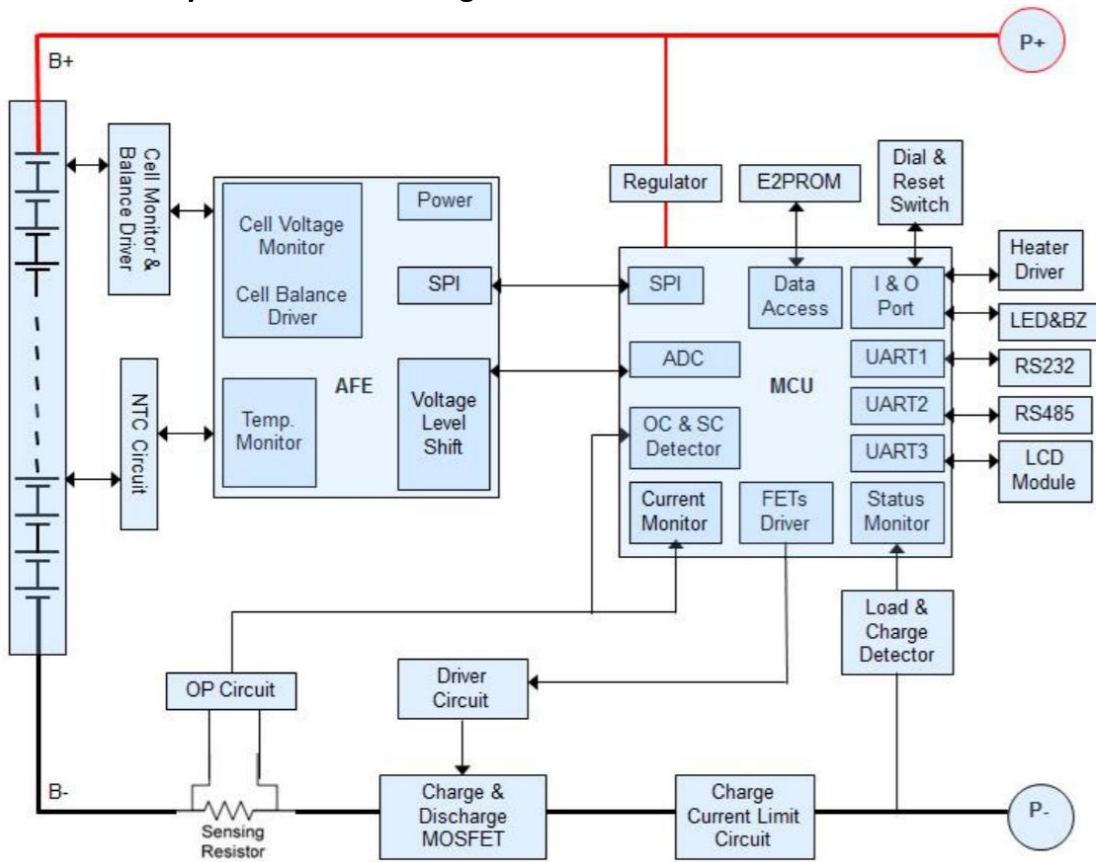 P+
B+
Cell Monitor &
Balance Driver
Regulator
E2PROM
Dial &
Reset
Switch
Power
Cell Voltage
Monitor
Cell Balance
Driver
SPI
SPI
Data
Access
I & O
Port
Heater
Driver
LED&BZ
ADC
MCU
UART1
RS232
AFE
Voltage
Level
Shift
NTC Circuit
Temp.
Monitor
OC & SC
Detector
UART2
RS485
UART3
LCD
Module
Current
Monitor
FETs
Driver
Status
Monitor
Load &
Charge
Detector
OP Circuit
Driver
Circuit
B-
Sensing
Resistor
Charge &
Discharge
MOSFET
Charge
Current Limit
Circuit
P-